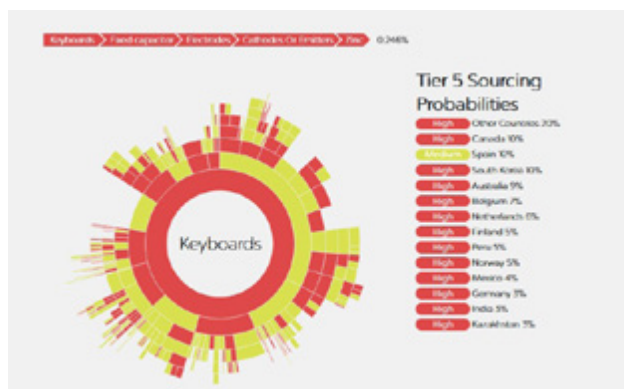 Keyboards Fixed capacitor Electrodes Cathodes Or Emitters Zinc 0.246%
Tier 5 Sourcing
Probabilities
High Other Countries 20%
High Canada 10%
Medium Spain 10%
High South Korea 10%
High Australia 9%
High Belgium 7%
High Netherlands 6%
High Finland 5%
High Peru 5%
High Norway 5%
High Mexico 4%
High Germany 3%
High India 3%
High Kazakhstan 3%
Keyboards